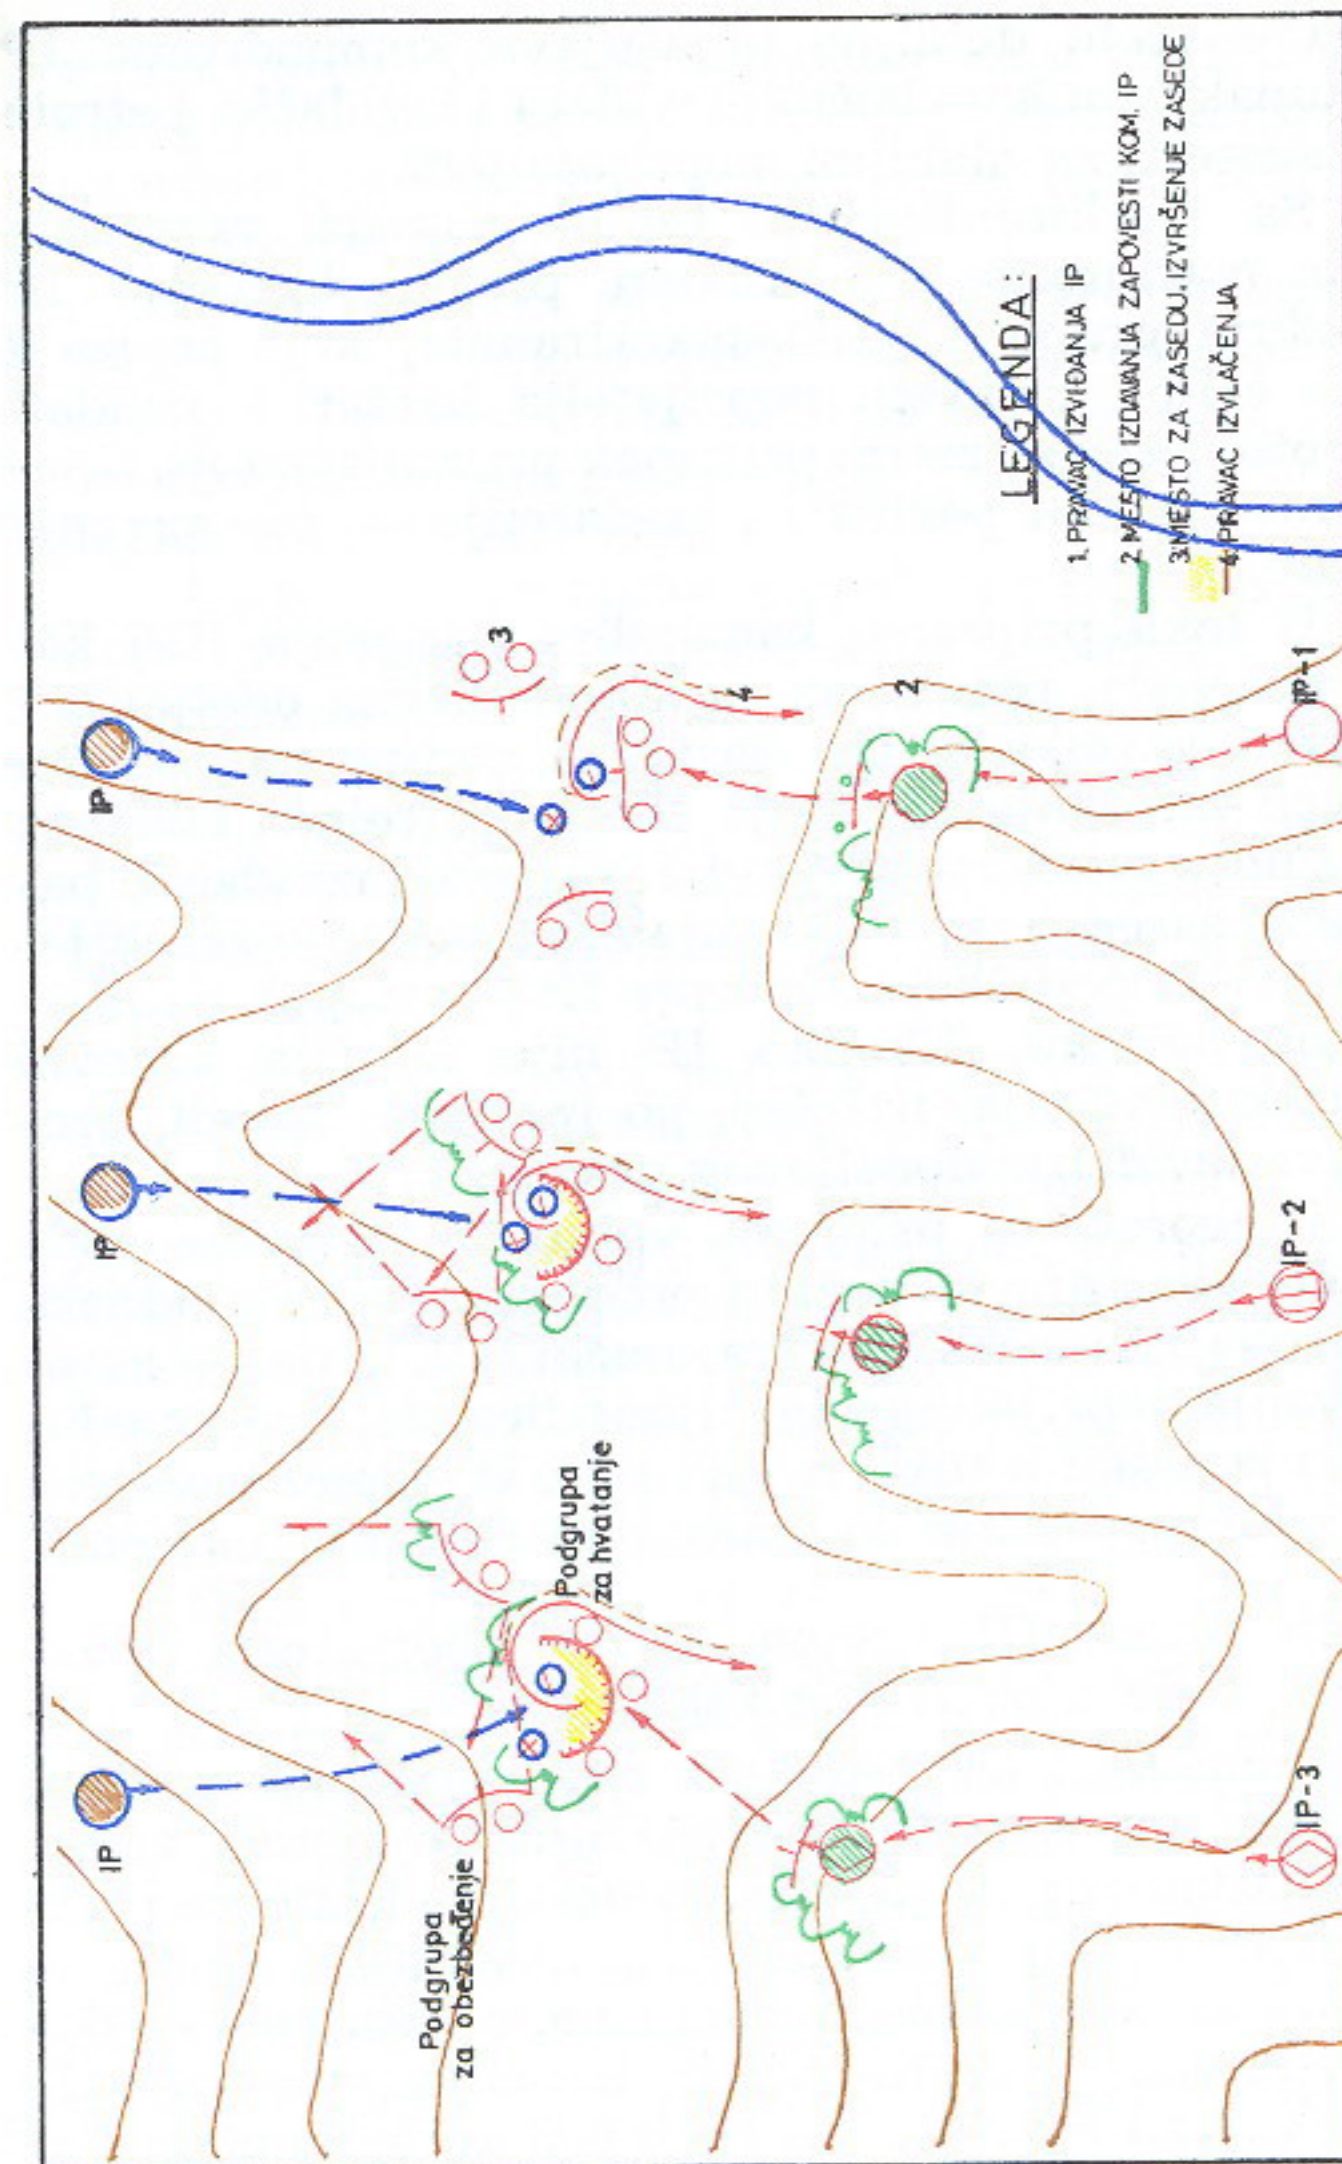 IP
IP
IP
Podgrupa
za obezbeđenje
Podgrupa
za hvatanje
3
4
2
LEGENDA:
1. PRAVAC IZVIĐANJA IP
2. MESTO IZDAVANJA ZAPOVESTI KOM. IP
3.MESTO ZA ZASEDU.IZVRŠENJE ZASEDE
4. PRAVAC IZVLAČENJA
IP-3
IP-2
IP-1